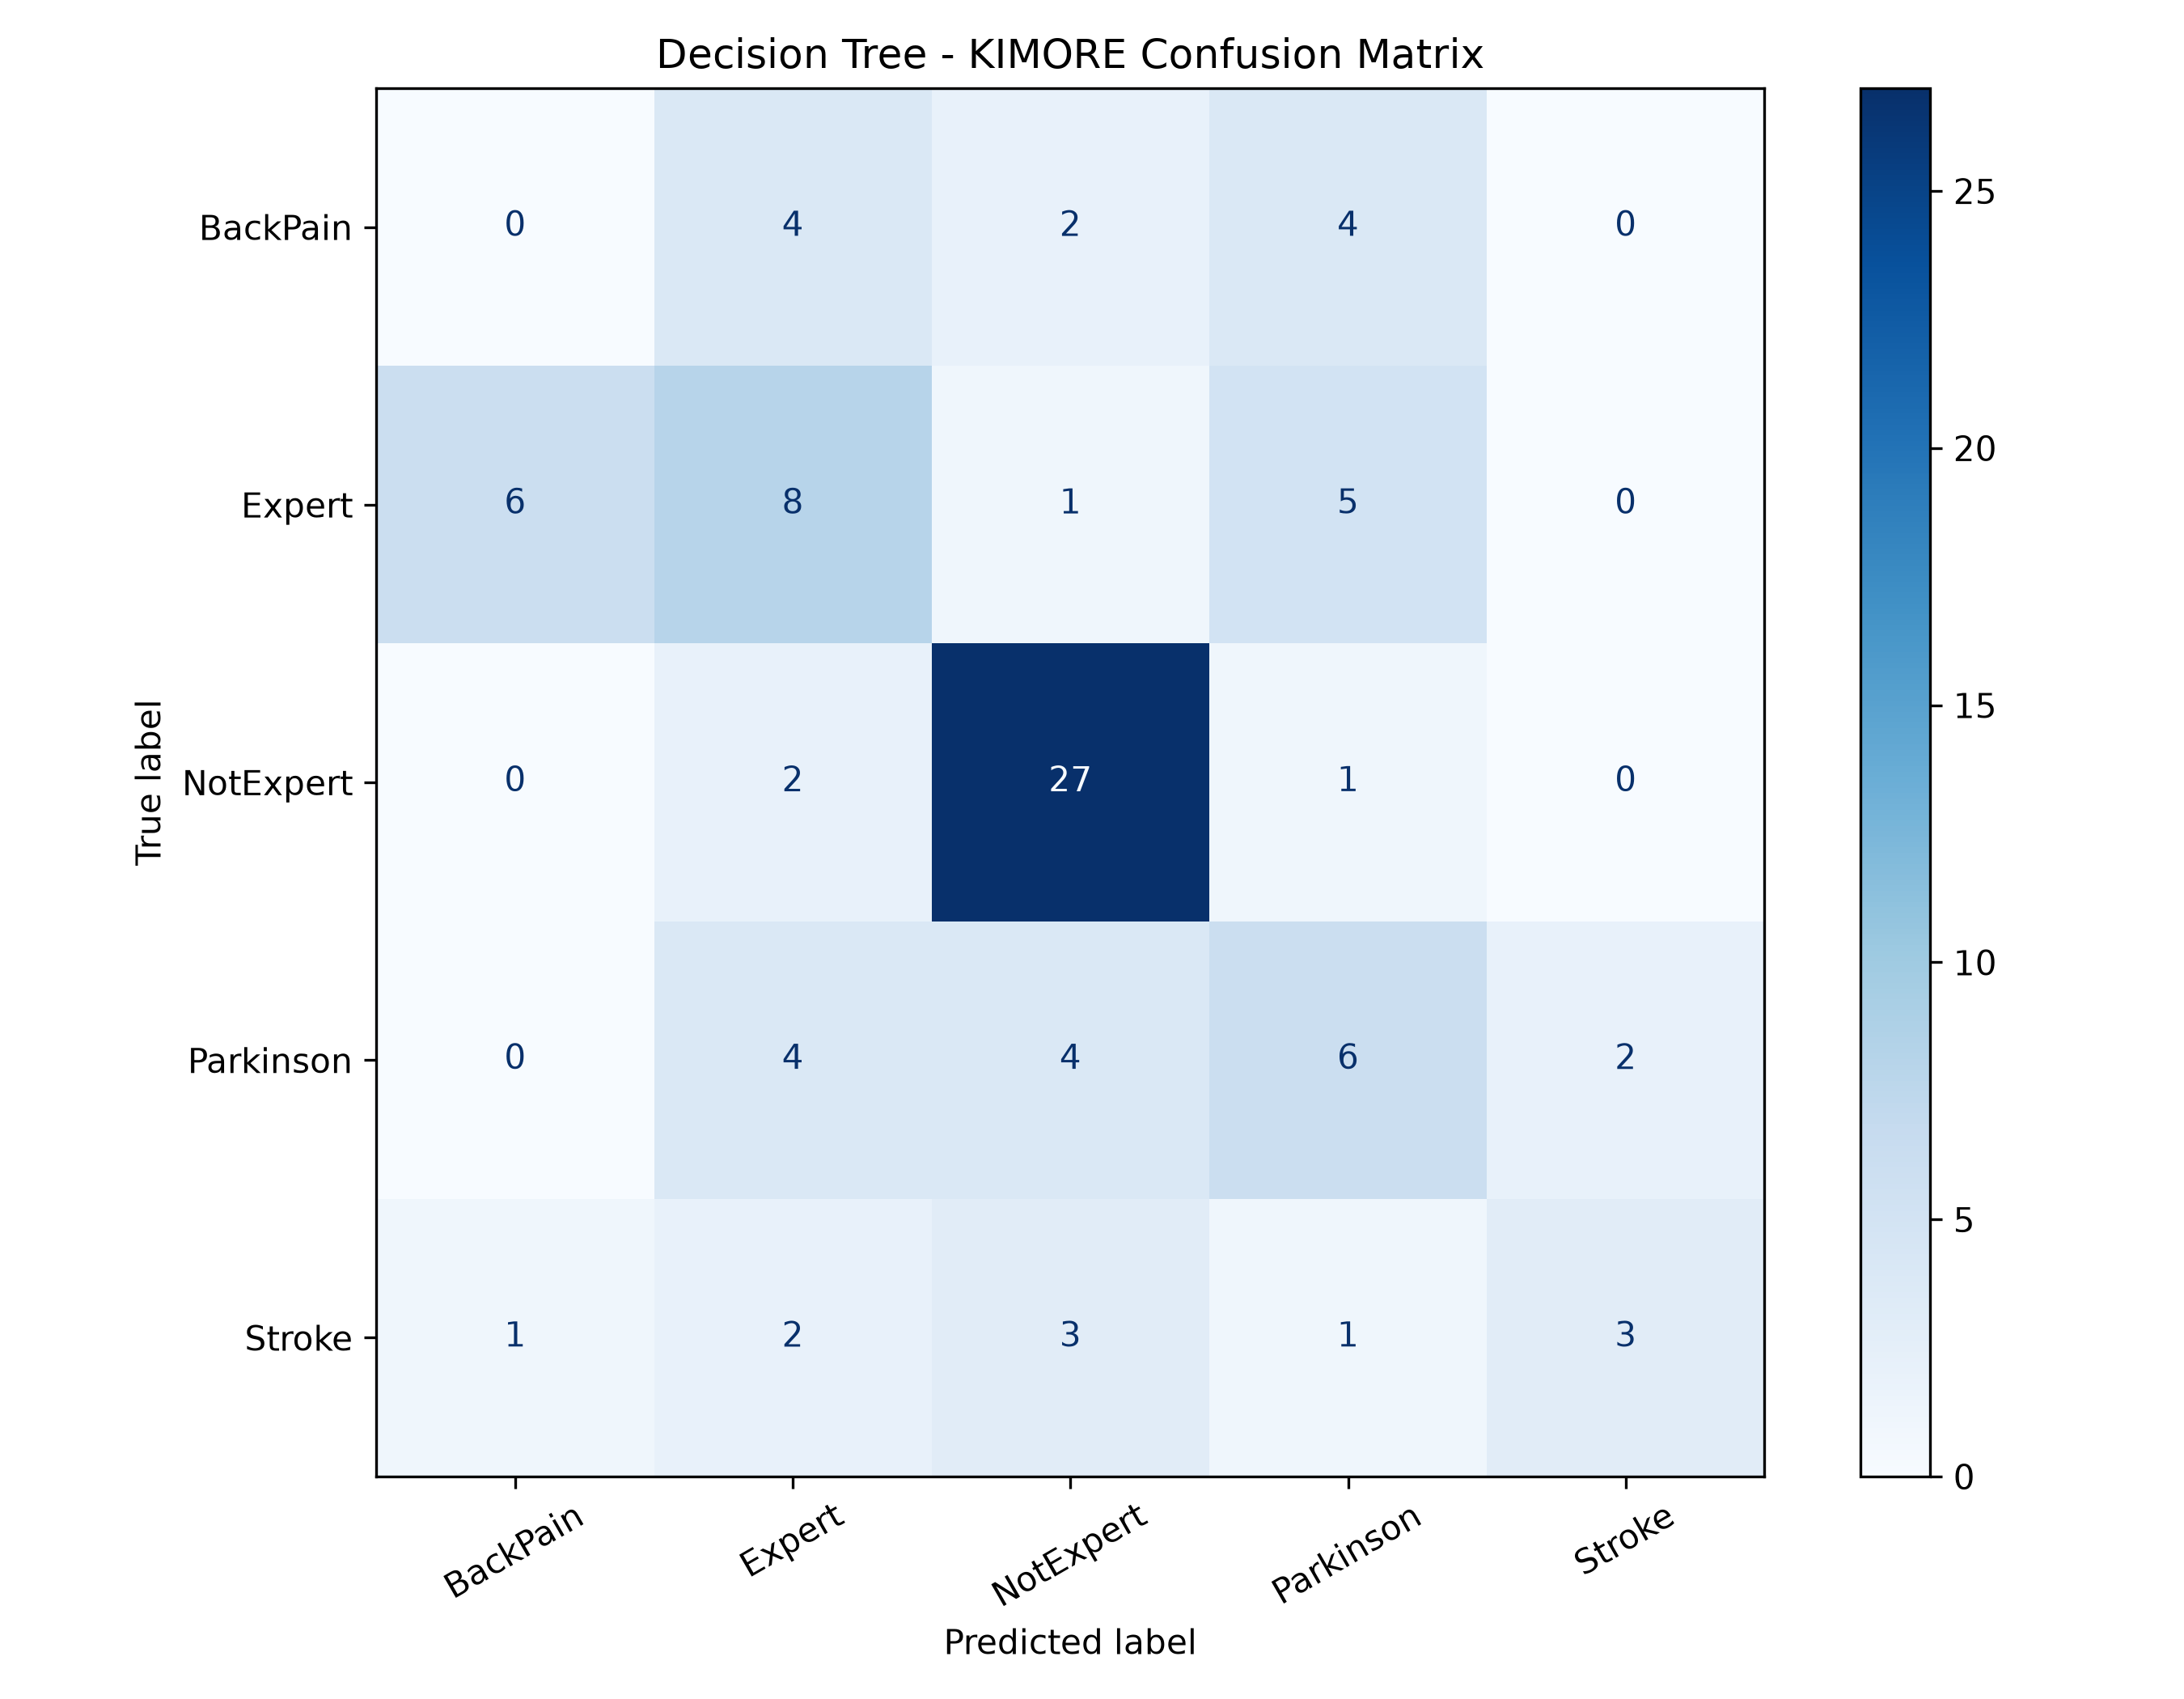 Decision Tree - KIMORE Confusion Matrix
True label
BackPain 0 4 2 4 0
Expert 6 8 1 5 0
NotExpert 0 2 27 1 0
Parkinson 0 4 4 6 2
Stroke 1 2 3 1 3
BackPain Expert NotExpert Parkinson Stroke
Predicted label
25
20
15
10
5
0